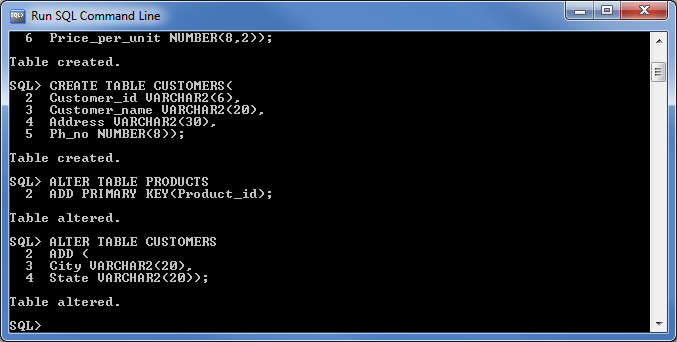 Run SQL Command Line
  6  Price_per_unit NUMBER(8,2));
Table created.
SQL> CREATE TABLE CUSTOMERS(
  2  Customer_id VARCHAR2(6),
  3  Customer_name VARCHAR2(20),
  4  Address VARCHAR2(30),
  5  Ph_no NUMBER(8));
Table created.
SQL> ALTER TABLE PRODUCTS
  2  ADD PRIMARY KEY(Product_id);
Table altered.
SQL> ALTER TABLE CUSTOMERS
  2  ADD (
  3  City VARCHAR2(20),
  4  State VARCHAR2(20));
Table altered.
SQL>